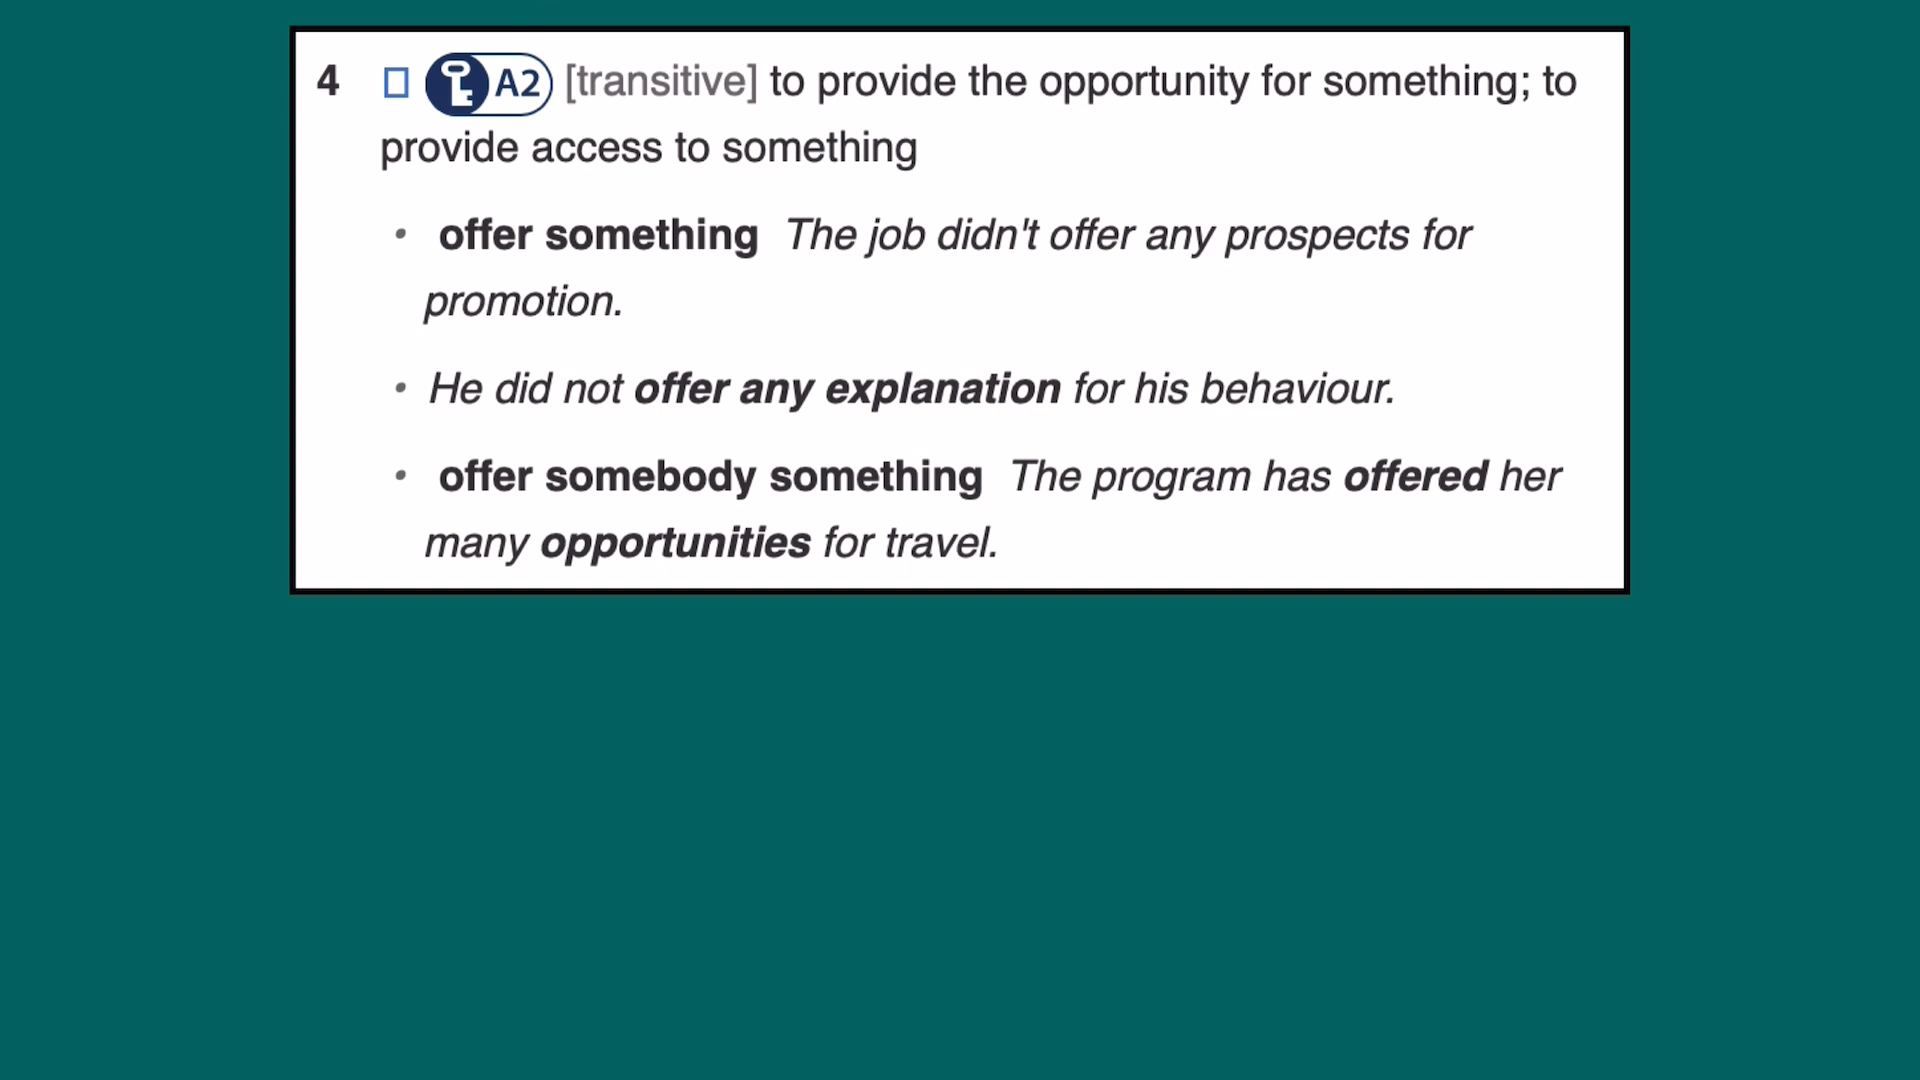 4 A2 [transitive] to provide the opportunity for something; to
provide access to something
• offer something The job didn't offer any prospects for
promotion.
• He did not offer any explanation for his behaviour.
• offer somebody something The program has offered her
many opportunities for travel.